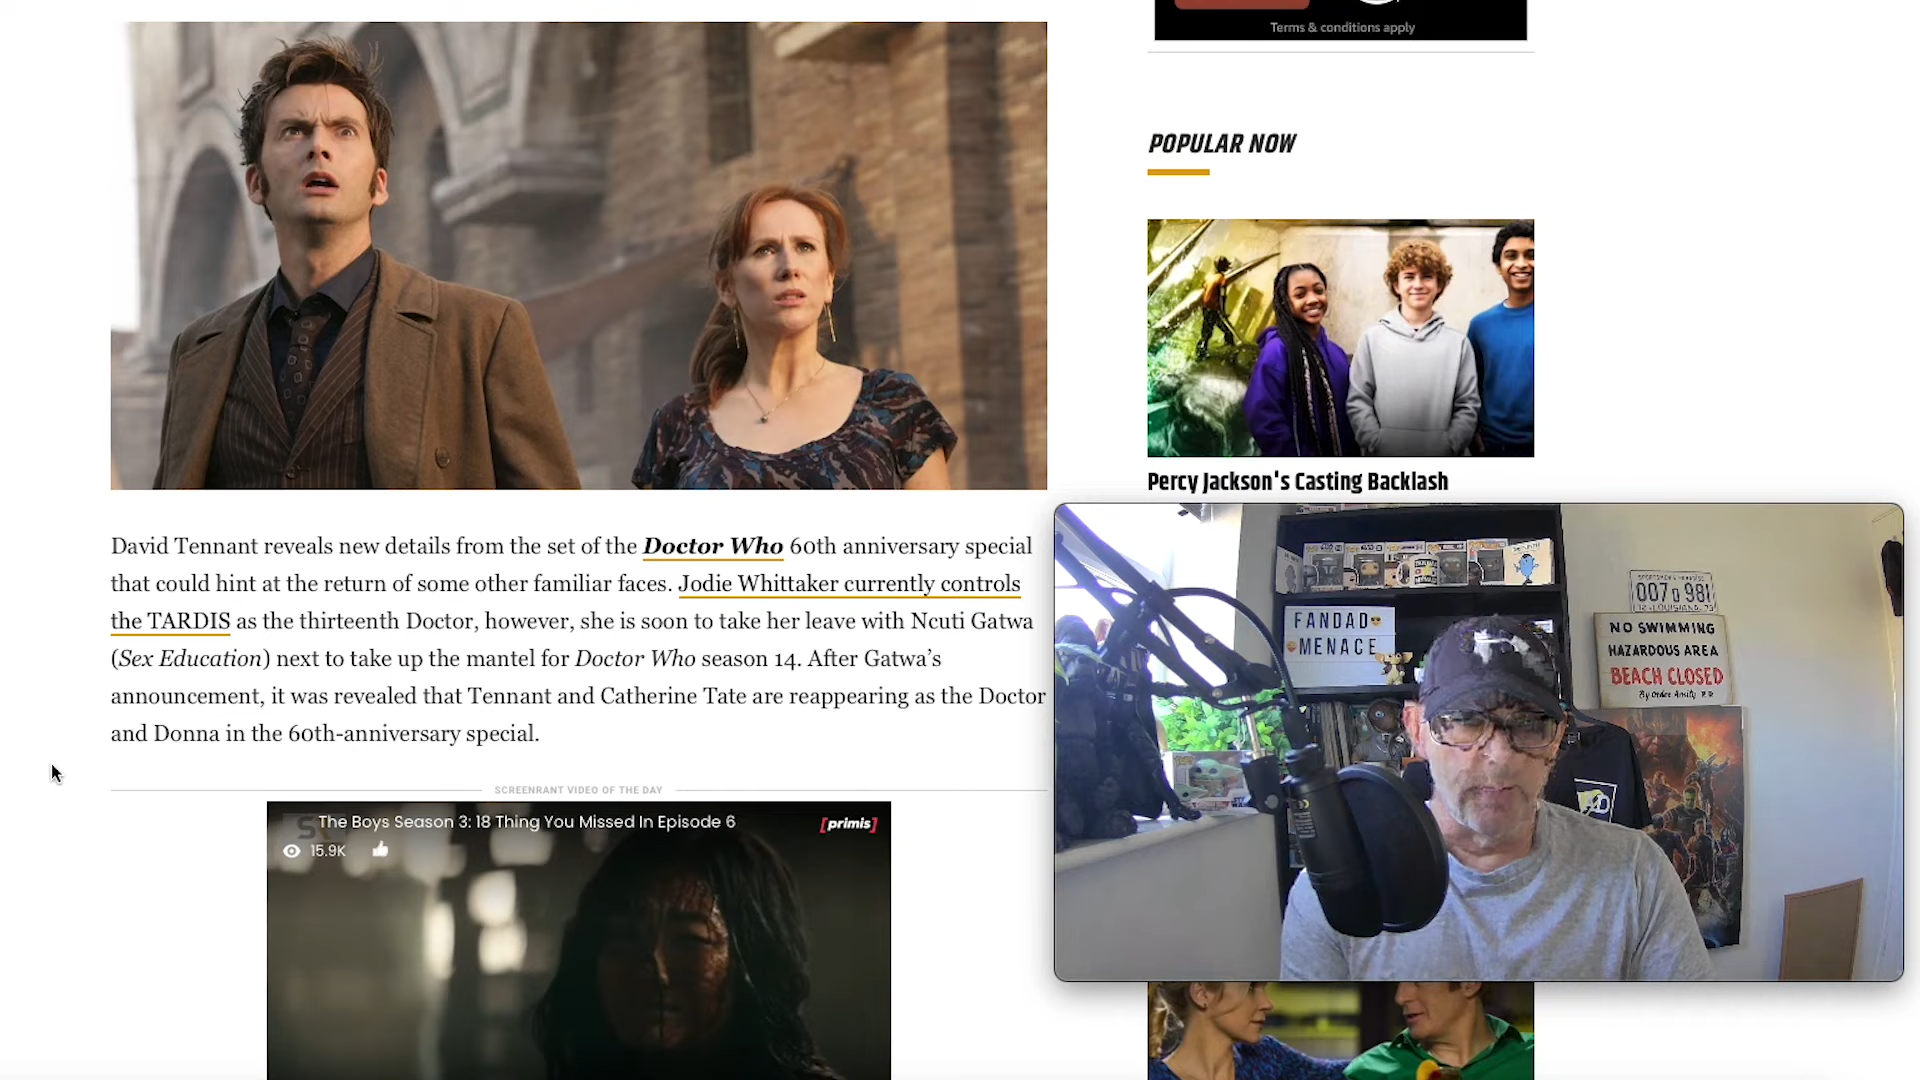 Terms & conditions apply
POPULAR NOW
Percy Jackson's Casting Backlash
David Tennant reveals new details from the set of the Doctor Who 60th anniversary special
that could hint at the return of some other familiar faces. Jodie Whittaker currently controls
the TARDIS as the thirteenth Doctor, however, she is soon to take her leave with Ncuti Gatwa
(Sex Education) next to take up the mantel for Doctor Who season 14. After Gatwa’s
announcement, it was revealed that Tennant and Catherine Tate are reappearing as the Doctor
and Donna in the 60th-anniversary special.
SCREENRANT VIDEO OF THE DAY
The Boys Season 3: 18 Thing You Missed In Episode 6
[primis]
15.9K
FANDAD
MENACE
007 981
NO SWIMMING
HAZARDOUS AREA
BEACH CLOSED